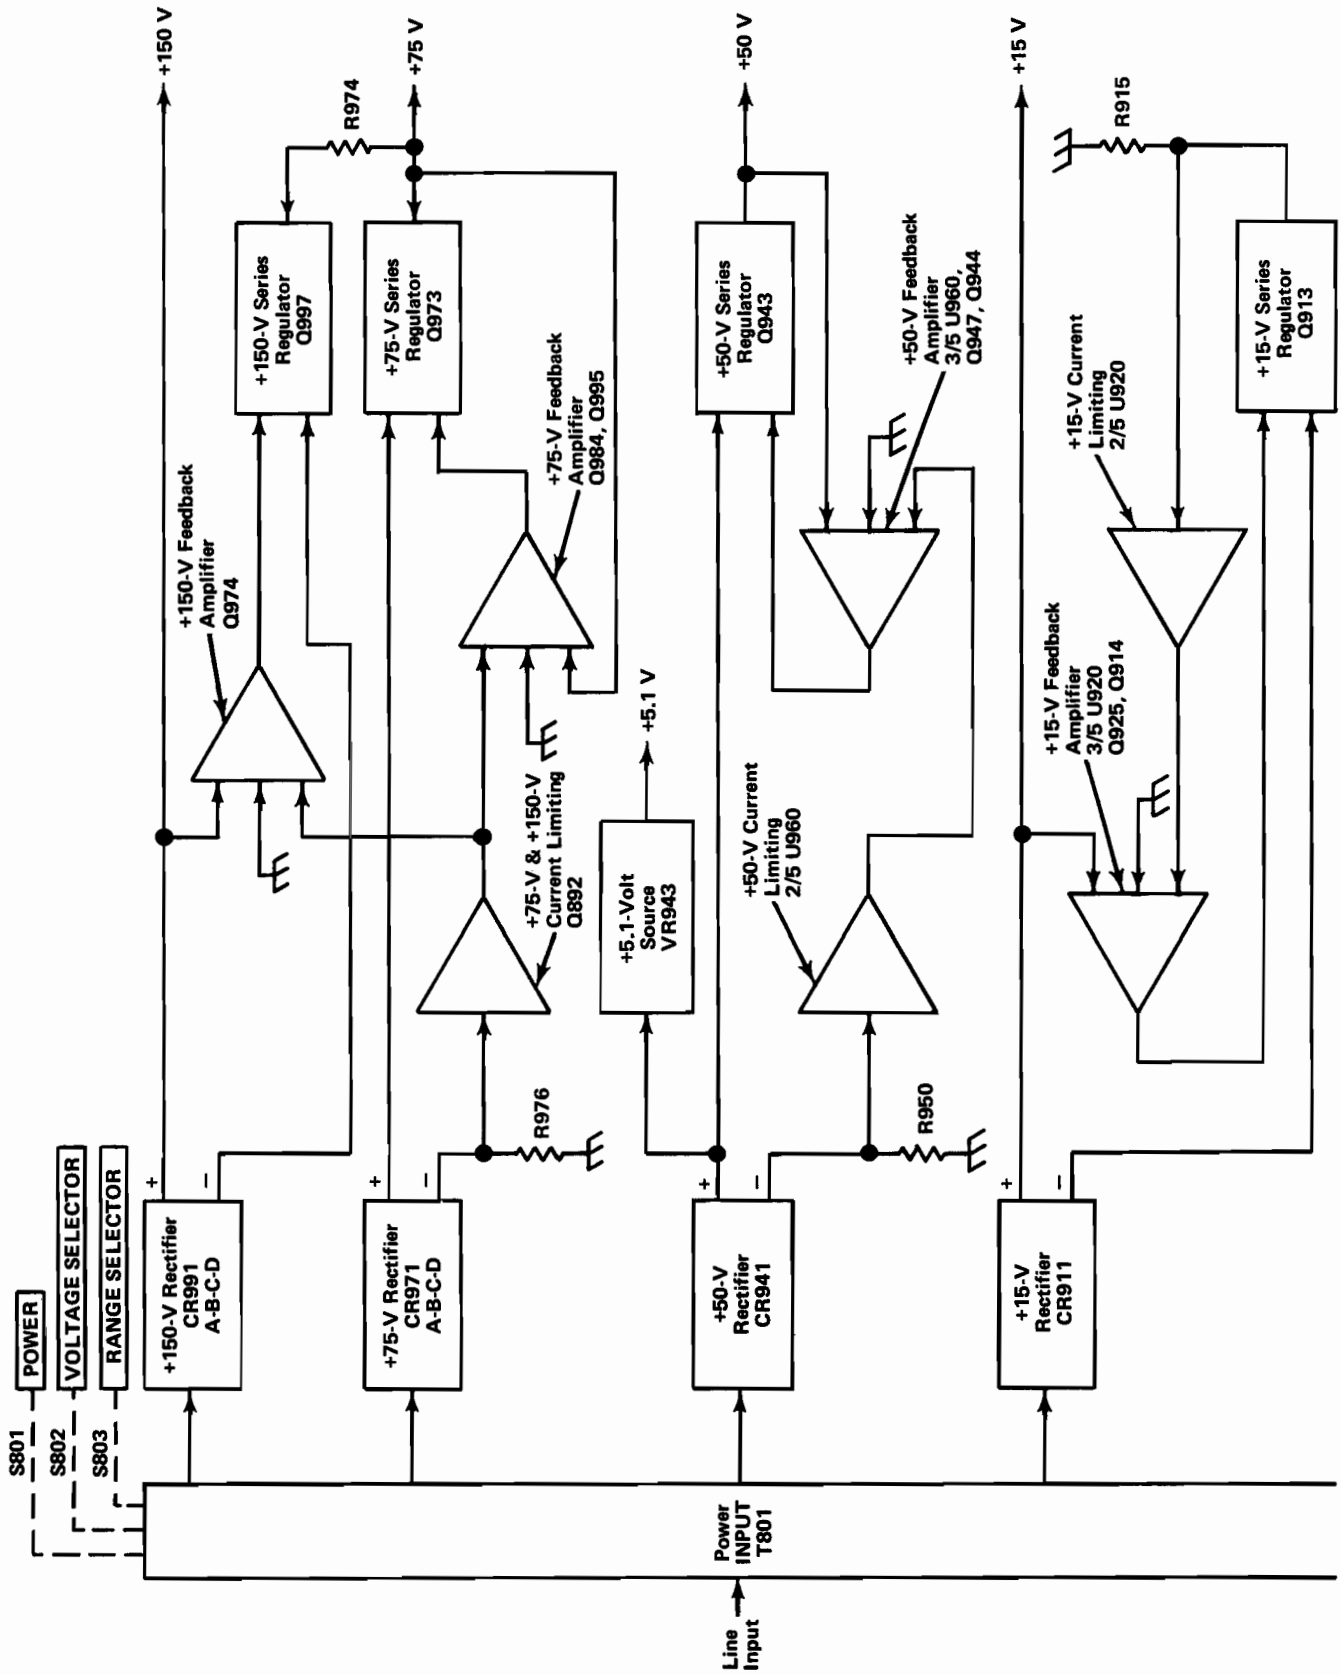 S801
POWER
S802
VOLTAGE SELECTOR
S803
RANGE SELECTOR
Line
Input
Power
INPUT
T801
+150-V Rectifier
CR991
A-B-C-D
+
−
+150-V Feedback
Amplifier
Q974
+150-V Series
Regulator
Q997
+150 V
R974
+75-V Rectifier
CR971
A-B-C-D
+
−
R976
+75-V & +150-V
Current Limiting
Q892
+75-V Feedback
Amplifier
Q984, Q995
+75-V Series
Regulator
Q973
+75 V
+5.1-Volt
Source
VR943
+5.1 V
+50-V
Rectifier
CR941
+
−
R950
+50-V Current
Limiting
2/5 U960
+50-V Feedback
Amplifier
3/5 U960,
Q947, Q944
+50-V Series
Regulator
Q943
+50 V
+15-V
Rectifier
CR911
+
−
+15-V Feedback
Amplifier
3/5 U920
Q925, Q914
+15-V Current
Limiting
2/5 U920
+15-V Series
Regulator
Q913
R915
+15 V